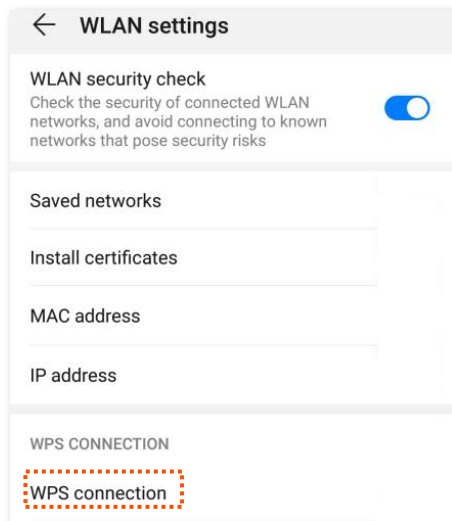 WLAN settings
WLAN security check
Check the security of connected WLAN
networks, and avoid connecting to known
networks that pose security risks
Saved networks
Install certificates
MAC address
IP address
WPS CONNECTION
WPS connection